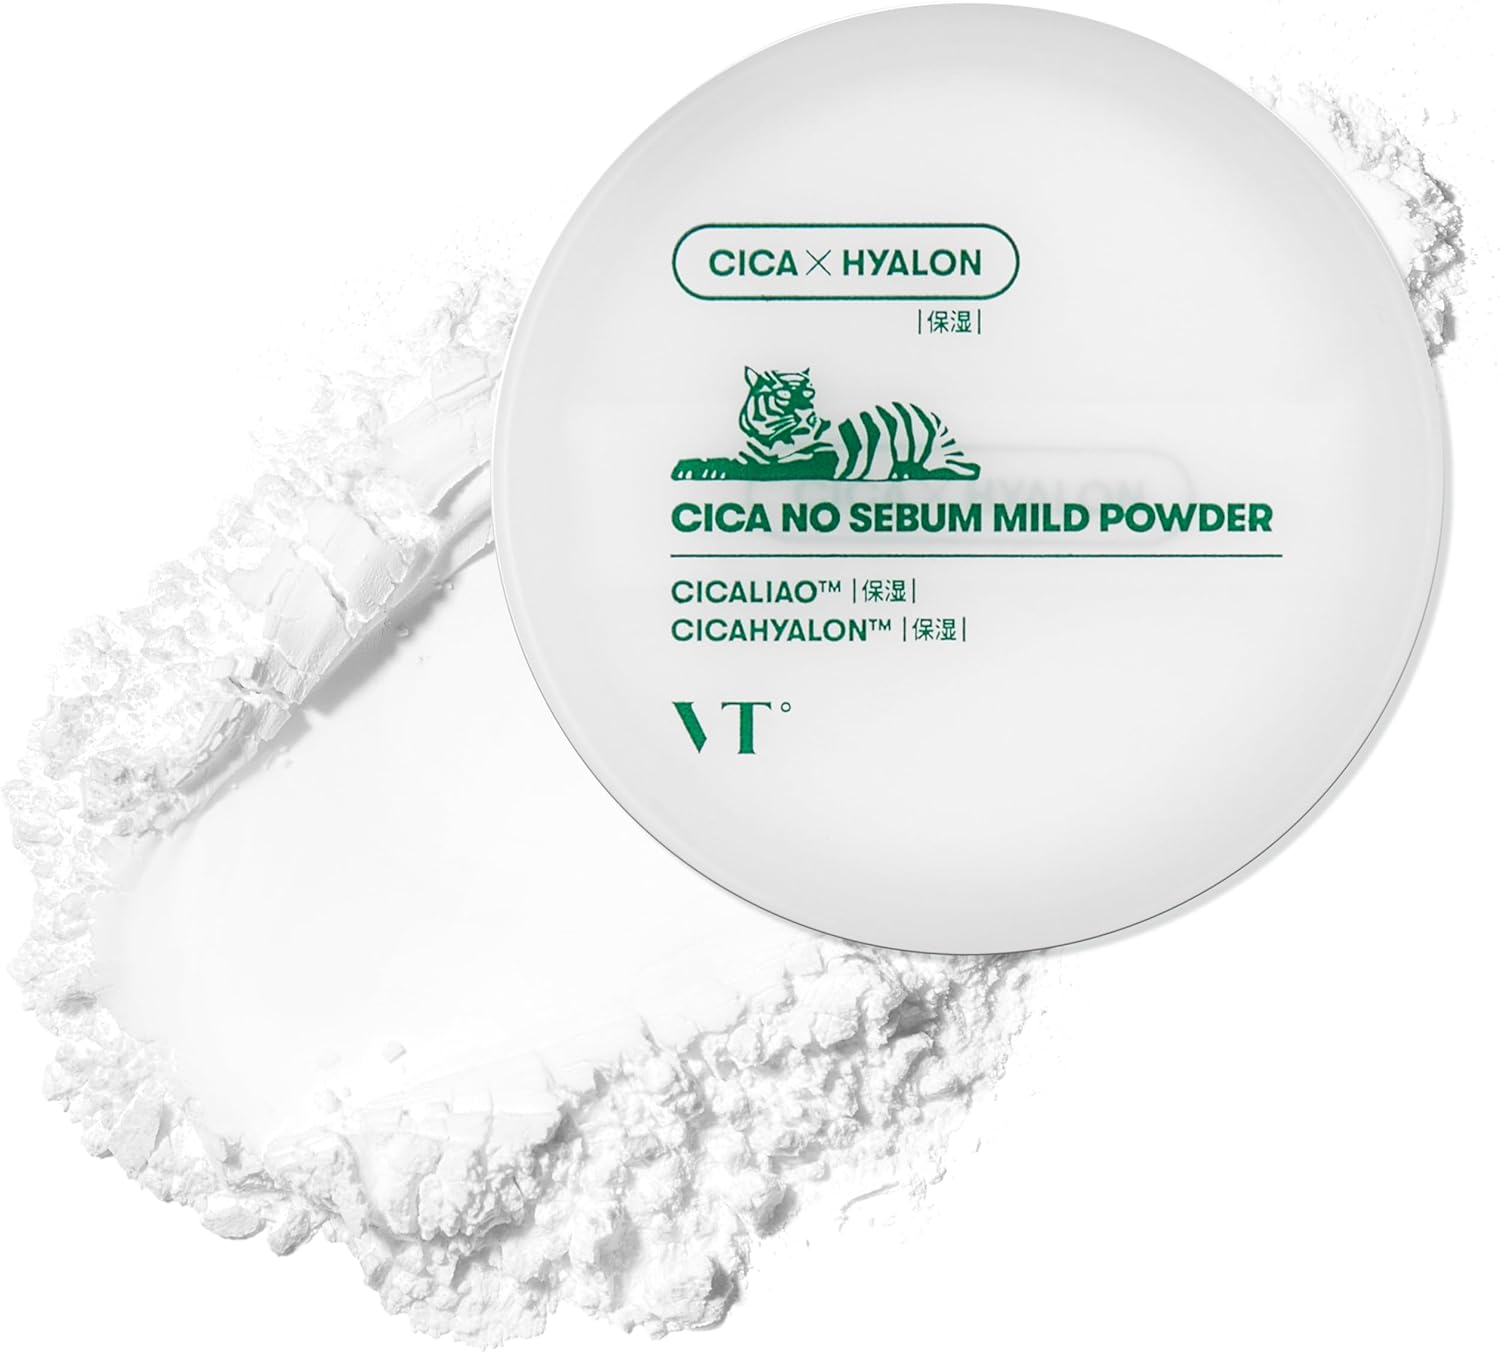 CICA × HYALON
|保湿|
CICA NO SEBUM MILD POWDER
CICALIAO™ |保湿|
CICAHYALON™ |保湿|
VT°